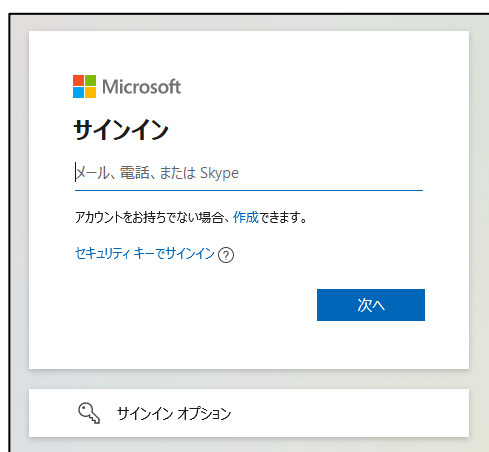 Microsoft
サインイン
メール、電話、または Skype
アカウントをお持ちでない場合、作成できます。
セキュリティ キーでサインイン ?
次へ
サインイン オプション